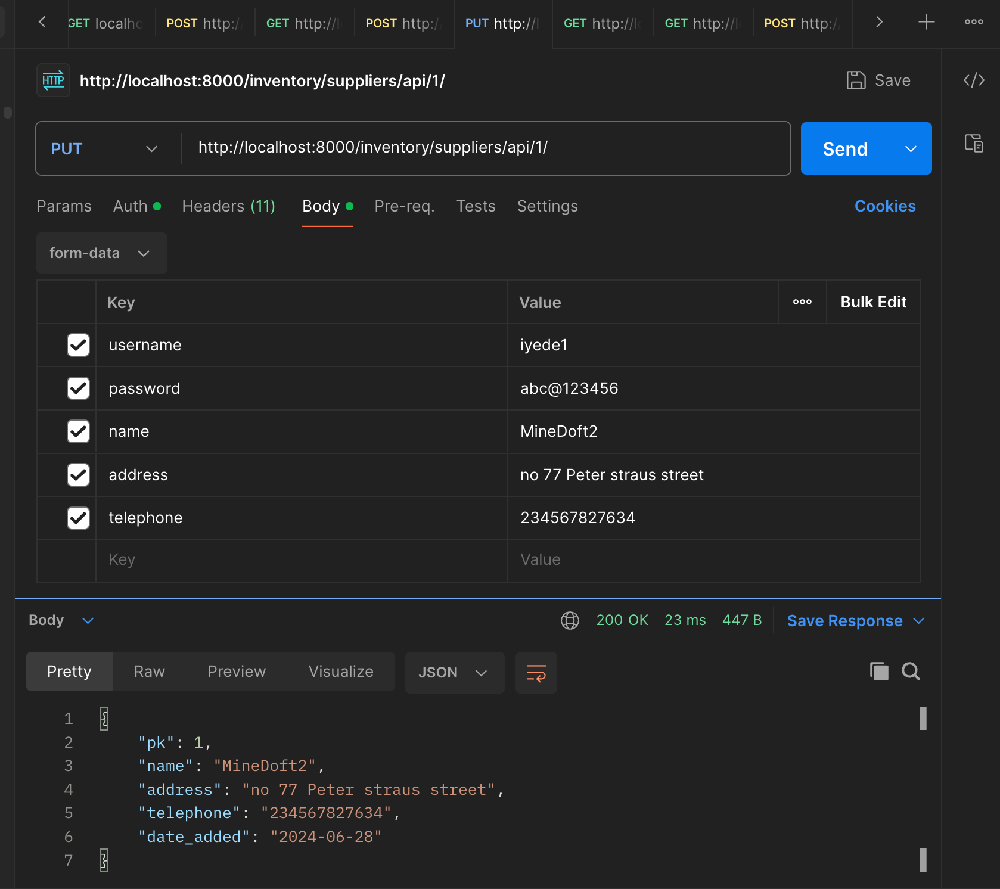 GET localho POST http:/ GET http://l POST http:/ PUT http://l GET http://l GET http://l POST http:/
HTTP http://localhost:8000/inventory/suppliers/api/1/ Save </>
PUT http://localhost:8000/inventory/suppliers/api/1/ Send
Params Auth Headers (11) Body Pre-req. Tests Settings Cookies
form-data
Key Value Bulk Edit
username iyede1
password abc@123456
name MineDoft2
address no 77 Peter straus street
telephone 234567827634
Key Value
Body 200 OK 23 ms 447 B Save Response
Pretty Raw Preview Visualize JSON
1 {
2 "pk": 1,
3 "name": "MineDoft2",
4 "address": "no 77 Peter straus street",
5 "telephone": "234567827634",
6 "date_added": "2024-06-28"
7 }